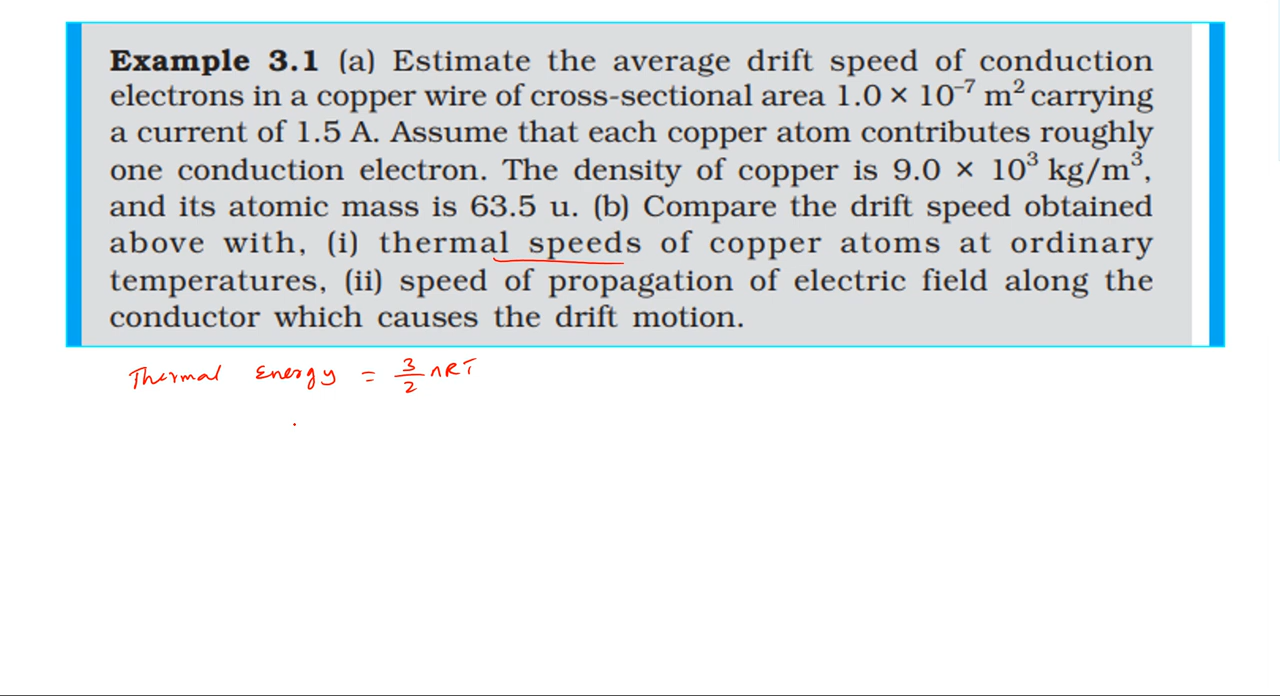 Example 3.1 (a) Estimate the average drift speed of conduction
electrons in a copper wire of cross-sectional area 1.0 × 10⁻⁷ m² carrying
a current of 1.5 A. Assume that each copper atom contributes roughly
one conduction electron. The density of copper is 9.0 × 10³ kg/m³,
and its atomic mass is 63.5 u. (b) Compare the drift speed obtained
above with, (i) thermal speeds of copper atoms at ordinary
temperatures, (ii) speed of propagation of electric field along the
conductor which causes the drift motion.
Thermal Energy = 3/2 nRT